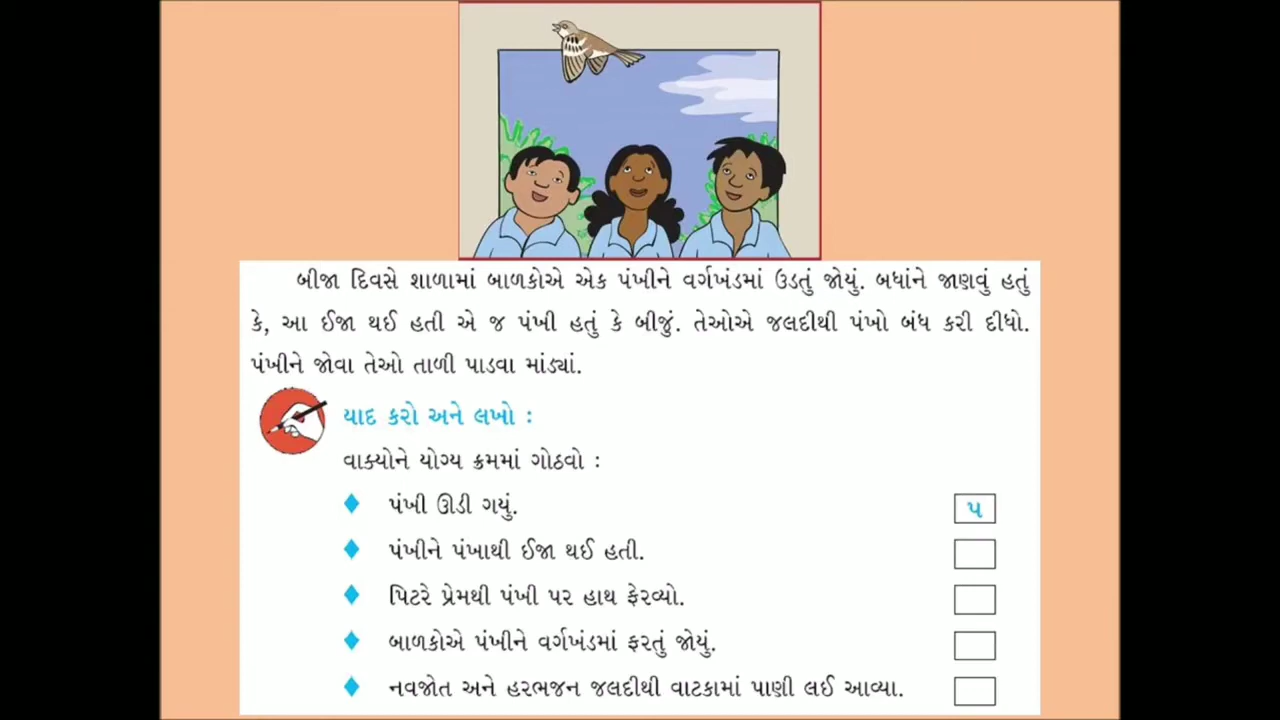 બીજા દિવસે શાળામાં બાળકોએ એક પંખીને વર્ગખંડમાં ઉડતું જોયું. બધાંને જાણવું હતું
કે, આ ઈજા થઈ હતી એ જ પંખી હતું કે બીજું. તેઓએ જલદીથી પંખો બંધ કરી દીધો.
પંખીને જોવા તેઓ તાળી પાડવા માંડ્યાં.
યાદ કરો અને લખો :
વાક્યોને યોગ્ય ક્રમમાં ગોઠવો :
પંખી ઊડી ગયું. ૫
પંખીને પંખાથી ઈજા થઈ હતી.
પિટરે પ્રેમથી પંખી પર હાથ ફેરવ્યો.
બાળકોએ પંખીને વર્ગખંડમાં ફરતું જોયું.
નવજોત અને હરભજન જલદીથી વાટકામાં પાણી લઈ આવ્યા.